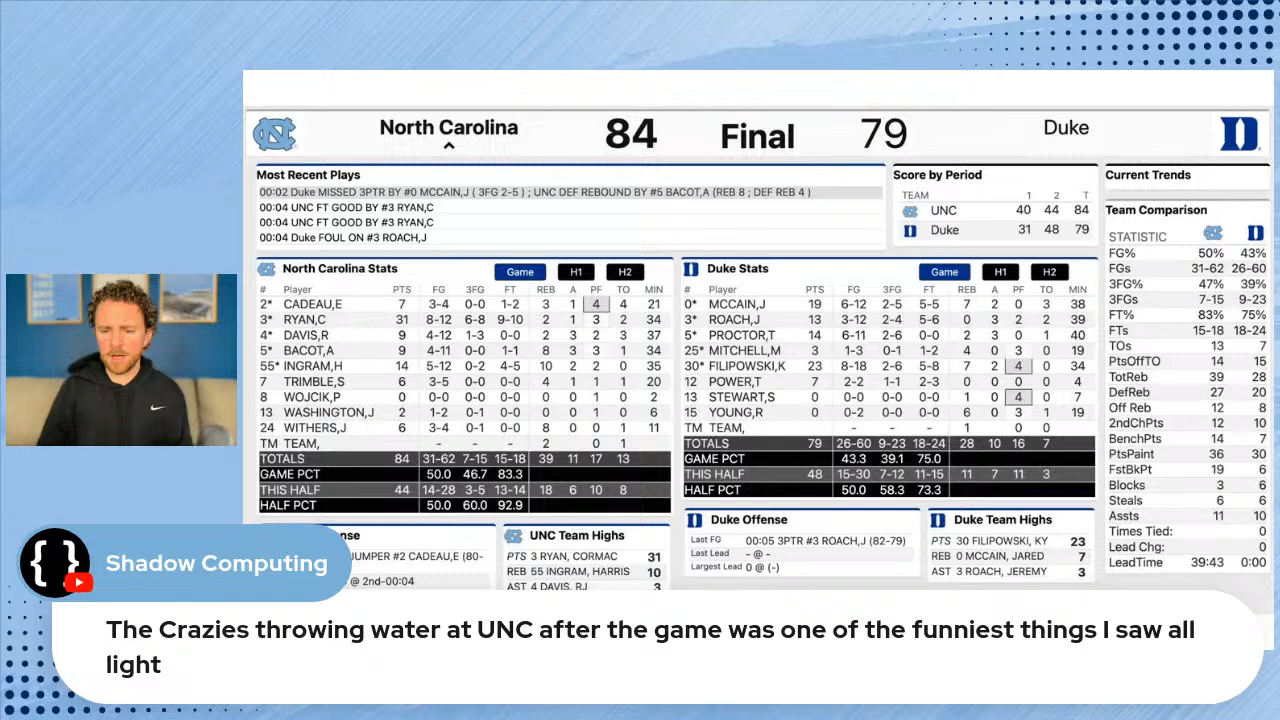 North Carolina 84 Final 79 Duke
Most Recent Plays
00:02 Duke MISSED 3PTR BY #0 MCCAIN,J ( 3FG 2-5 ) ; UNC DEF REBOUND BY #5 BACOT,A (REB 8 ; DEF REB 4 )
00:04 UNC FT GOOD BY #3 RYAN,C
00:04 UNC FT GOOD BY #3 RYAN,C
00:04 Duke FOUL ON #3 ROACH,J
Score by Period
TEAM 1 2 T
UNC 40 44 84
Duke 31 48 79
Current Trends
Team Comparison
STATISTIC
FG% 50% 43%
FGs 31-62 26-60
3FG% 47% 39%
3FGs 7-15 9-23
FT% 83% 75%
FTs 15-18 18-24
TOs 13 7
PtsOffTO 14 15
TotReb 39 28
DefReb 27 20
Off Reb 12 8
2ndChPts 12 10
BenchPts 14 7
PtsPaint 36 30
FstBkPt 19 6
Blocks 3 6
Steals 6 6
Assts 11 10
Times Tied: 0
Lead Chg: 0
LeadTime 39:43 0:00
North Carolina Stats Game H1 H2
# Player PTS FG 3FG FT REB A PF TO MIN
2* CADEAU,E 7 3-4 0-0 1-2 3 1 4 4 21
3* RYAN,C 31 8-12 6-8 9-10 2 1 3 2 34
4* DAVIS,R 9 4-12 1-3 0-0 2 3 2 3 37
5* BACOT,A 9 4-11 0-0 1-1 8 3 3 1 34
55* INGRAM,H 14 5-12 0-2 4-5 10 2 2 0 35
7 TRIMBLE,S 6 3-5 0-0 0-0 4 1 1 1 20
8 WOJCIK,P 0 0-0 0-0 0-0 0 0 1 0 2
13 WASHINGTON,J 2 1-2 0-1 0-0 0 0 1 0 6
24 WITHERS,J 6 3-4 0-1 0-0 8 0 0 1 11
TM TEAM, - - - 2 0 1
TOTALS 84 31-62 7-15 15-18 39 11 17 13
GAME PCT 50.0 46.7 83.3
THIS HALF 44 14-28 3-5 13-14 18 6 10 8
HALF PCT 50.0 60.0 92.9
Duke Stats Game H1 H2
# Player PTS FG 3FG FT REB A PF TO MIN
0* MCCAIN,J 19 6-12 2-5 5-5 7 2 0 3 38
3* ROACH,J 13 3-12 2-4 5-6 0 3 2 2 39
5* PROCTOR,T 14 6-11 2-6 0-0 2 3 0 1 40
25* MITCHELL,M 3 1-3 0-1 1-2 4 0 3 0 19
30* FILIPOWSKI,K 23 8-18 2-6 5-8 7 2 4 0 34
12 POWER,T 7 2-2 1-1 2-3 0 0 0 0 4
13 STEWART,S 0 0-0 0-0 0-0 1 0 4 0 7
15 YOUNG,R 0 0-2 0-0 0-0 6 0 3 1 19
TM TEAM, - - - 1 0 0
TOTALS 79 26-60 9-23 18-24 28 10 16 7
GAME PCT 43.3 39.1 75.0
THIS HALF 48 15-30 7-12 11-15 11 7 11 3
HALF PCT 50.0 58.3 73.3
nse
JUMPER #2 CADEAU,E (80-
@ 2nd-00:04
UNC Team Highs
PTS 3 RYAN, CORMAC 31
REB 55 INGRAM, HARRIS 10
AST 4 DAVIS, RJ 3
Duke Offense
Last FG 00:05 3PTR #3 ROACH,J (82-79)
Last Lead - @ -
Largest Lead 0 @ (-)
Duke Team Highs
PTS 30 FILIPOWSKI, KY 23
REB 0 MCCAIN, JARED 7
AST 3 ROACH, JEREMY 3
Shadow Computing
The Crazies throwing water at UNC after the game was one of the funniest things I saw all
light